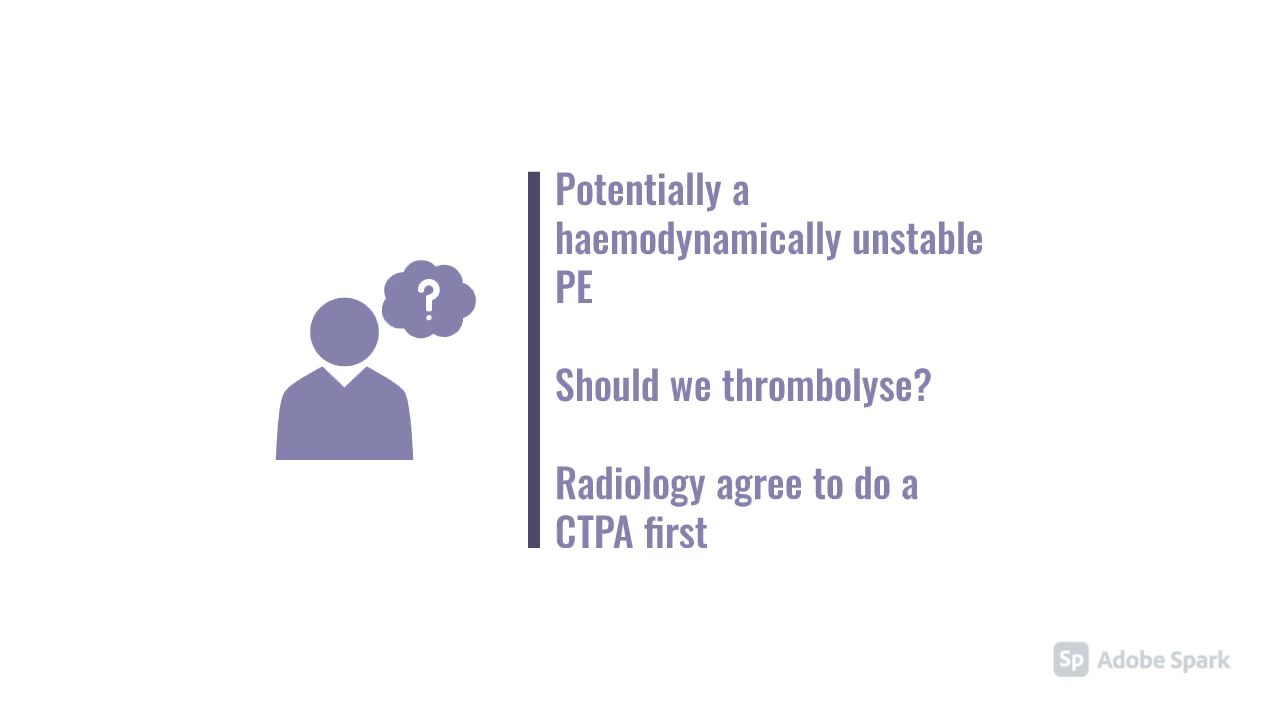 Potentially a
haemodynamically unstable
PE
?
Should we thrombolyse?
Radiology agree to do a
CTPA first
Sp Adobe Spark